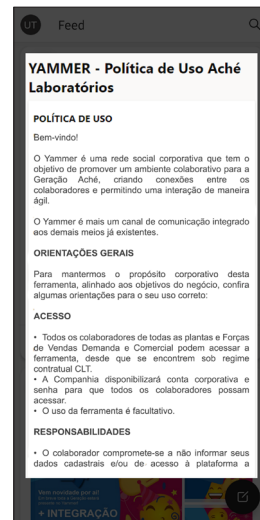 UT Feed
YAMMER - Política de Uso Aché
Laboratórios
POLÍTICA DE USO
Bem-vindo!
O Yammer é uma rede social corporativa que tem o
objetivo de promover um ambiente colaborativo para a
Geração Aché, criando conexões entre os
colaboradores e permitindo uma interação de maneira
ágil.
O Yammer é mais um canal de comunicação integrado
aos demais meios já existentes.
ORIENTAÇÕES GERAIS
Para mantermos o propósito corporativo desta
ferramenta, alinhado aos objetivos do negócio, confira
algumas orientações para o seu uso correto:
ACESSO
• Todos os colaboradores de todas as plantas e Forças
de Vendas Demanda e Comercial podem acessar a
ferramenta, desde que se encontrem sob regime
contratual CLT.
• A Companhia disponibilizará conta corporativa e
senha para que todos os colaboradores possam
acessar.
• O uso da ferramenta é facultativo.
RESPONSABILIDADES
• O colaborador compromete-se a não informar seus
dados cadastrais e/ou de acesso à plataforma a
Vem novidade por aí!
+ INTEGRAÇÃO